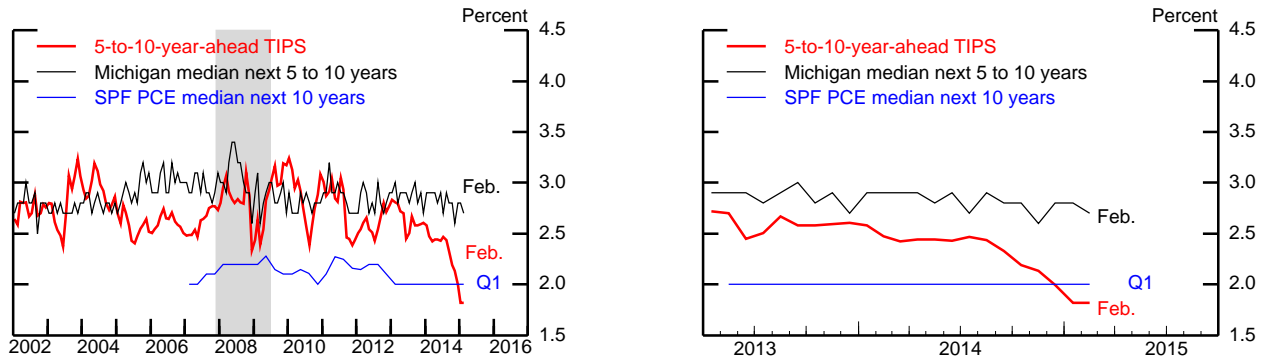 Percent
4.5
5-to-10-year-ahead TIPS
Michigan median next 5 to 10 years
4.0
SPF PCE median next 10 years
3.5
Feb.
3.0
2.5
Feb.
Q1
2.0
1.5
2002 2004 2006 2008 2010 2012 2014 2016
Percent
4.5
5-to-10-year-ahead TIPS
Michigan median next 5 to 10 years
4.0
SPF PCE median next 10 years
3.5
3.0
Feb.
2.5
Q1
2.0
Feb.
1.5
2013 2014 2015